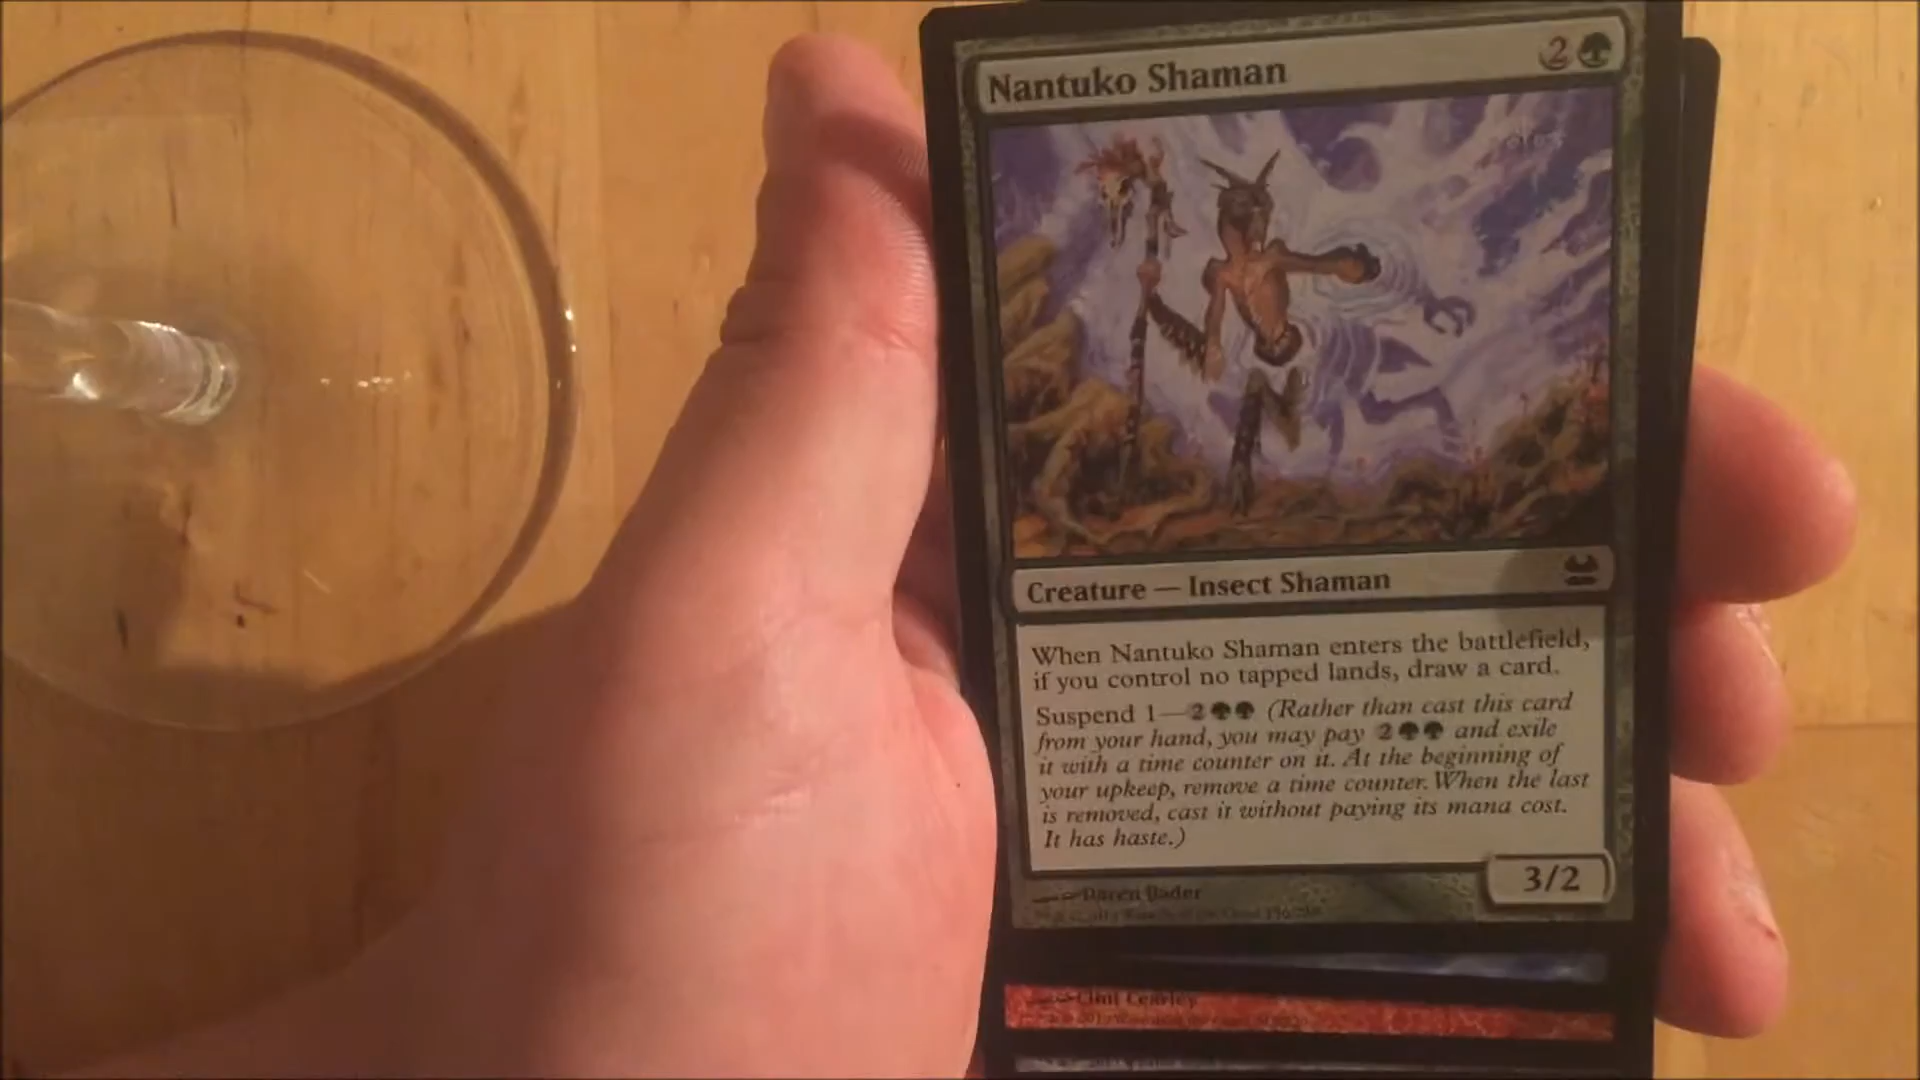 Nantuko Shaman
2
Creature — Insect Shaman
When Nantuko Shaman enters the battlefield,
if you control no tapped lands, draw a card.
Suspend 1—2 (Rather than cast this card
from your hand, you may pay 2 and exile
it with a time counter on it. At the beginning of
your upkeep, remove a time counter. When the last
is removed, cast it without paying its mana cost.
It has haste.)
3/2
Daren Bader
Clint Cearley